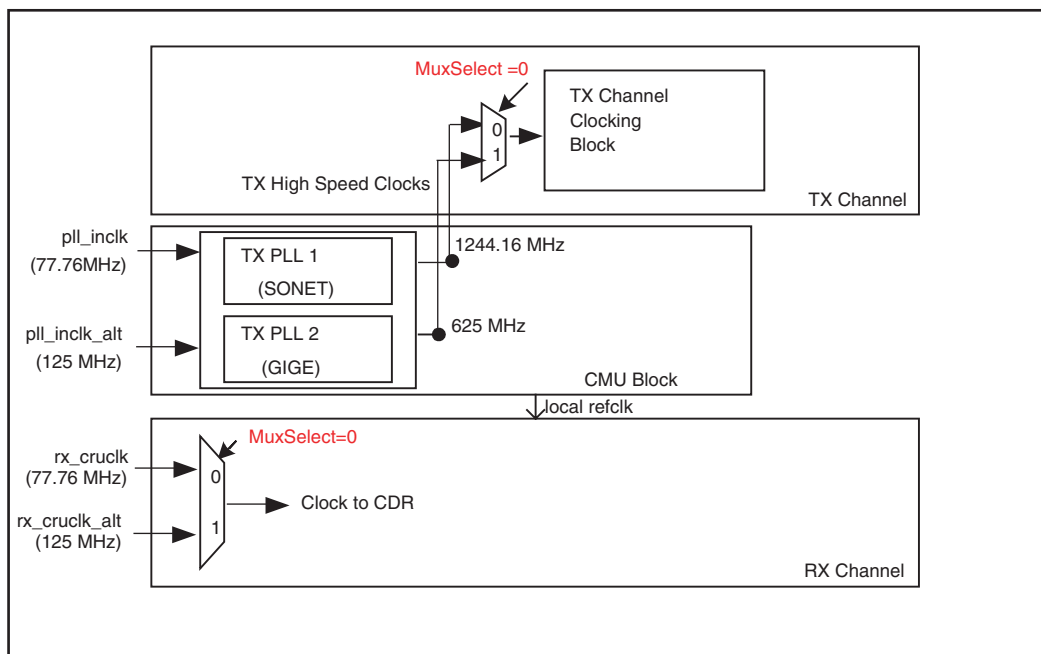 MuxSelect =0
TX Channel
Clocking
Block
0
1
TX High Speed Clocks
TX Channel
pll_inclk
(77.76MHz)
TX PLL 1
(SONET)
1244.16 MHz
pll_inclk_alt
(125 MHz)
TX PLL 2
(GIGE)
625 MHz
CMU Block
local refclk
MuxSelect=0
rx_cruclk
(77.76 MHz)
0
Clock to CDR
rx_cruclk_alt
(125 MHz)
1
RX Channel